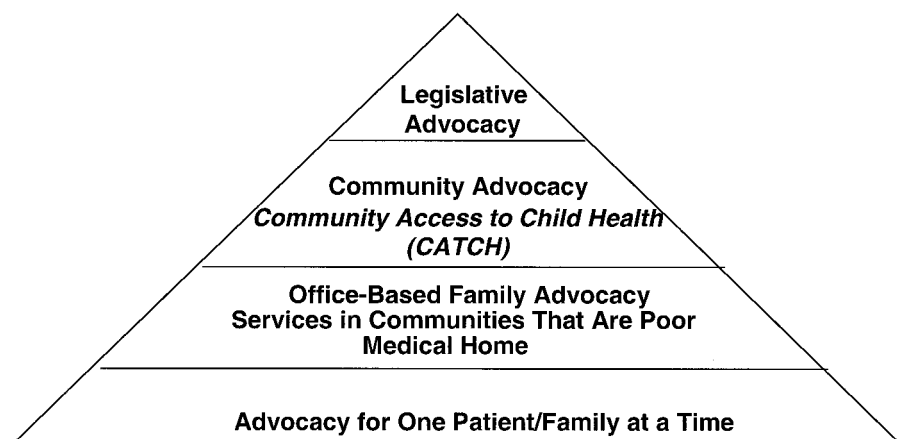 Legislative
Advocacy
Community Advocacy
Community Access to Child Health
(CATCH)
Office-Based Family Advocacy
Services in Communities That Are Poor
Medical Home
Advocacy for One Patient/Family at a Time